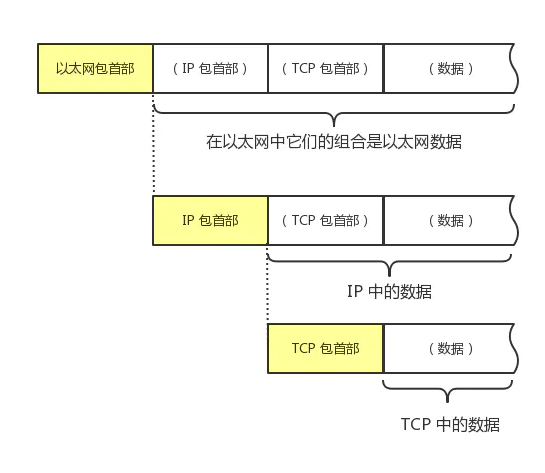 以太网包首部 （IP 包首部） （TCP 包首部） （数据）
在以太网中它们的组合是以太网数据
IP 包首部 （TCP 包首部） （数据）
IP 中的数据
TCP 包首部 （数据）
TCP 中的数据